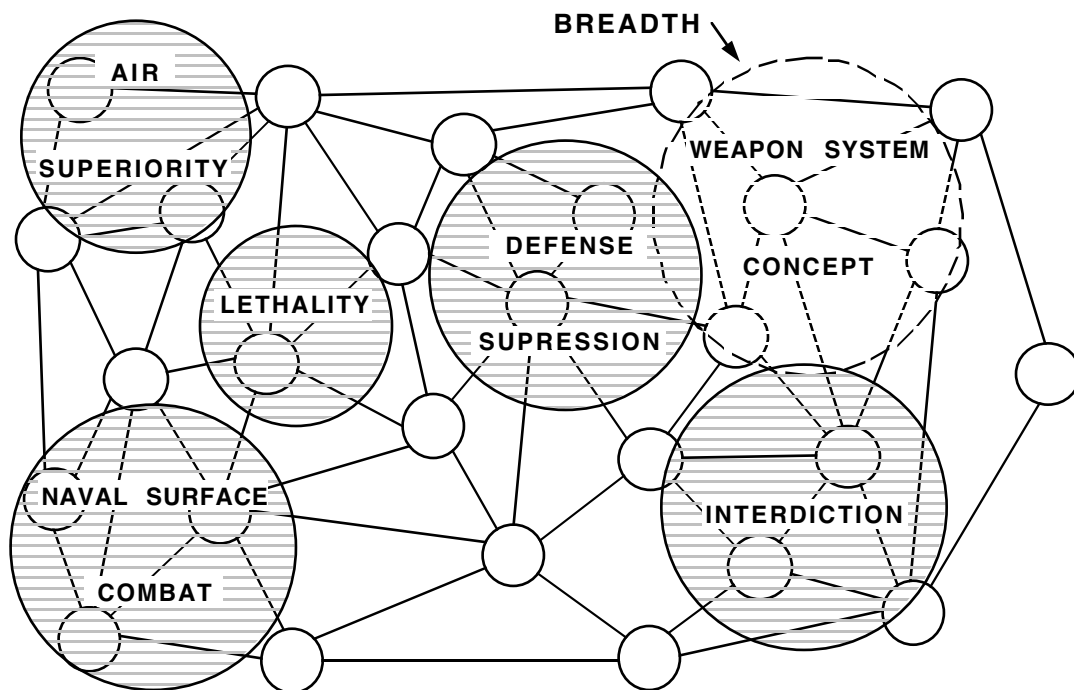 BREADTH
AIR
SUPERIORITY
WEAPON SYSTEM
CONCEPT
DEFENSE
SUPRESSION
LETHALITY
NAVAL SURFACE
COMBAT
INTERDICTION